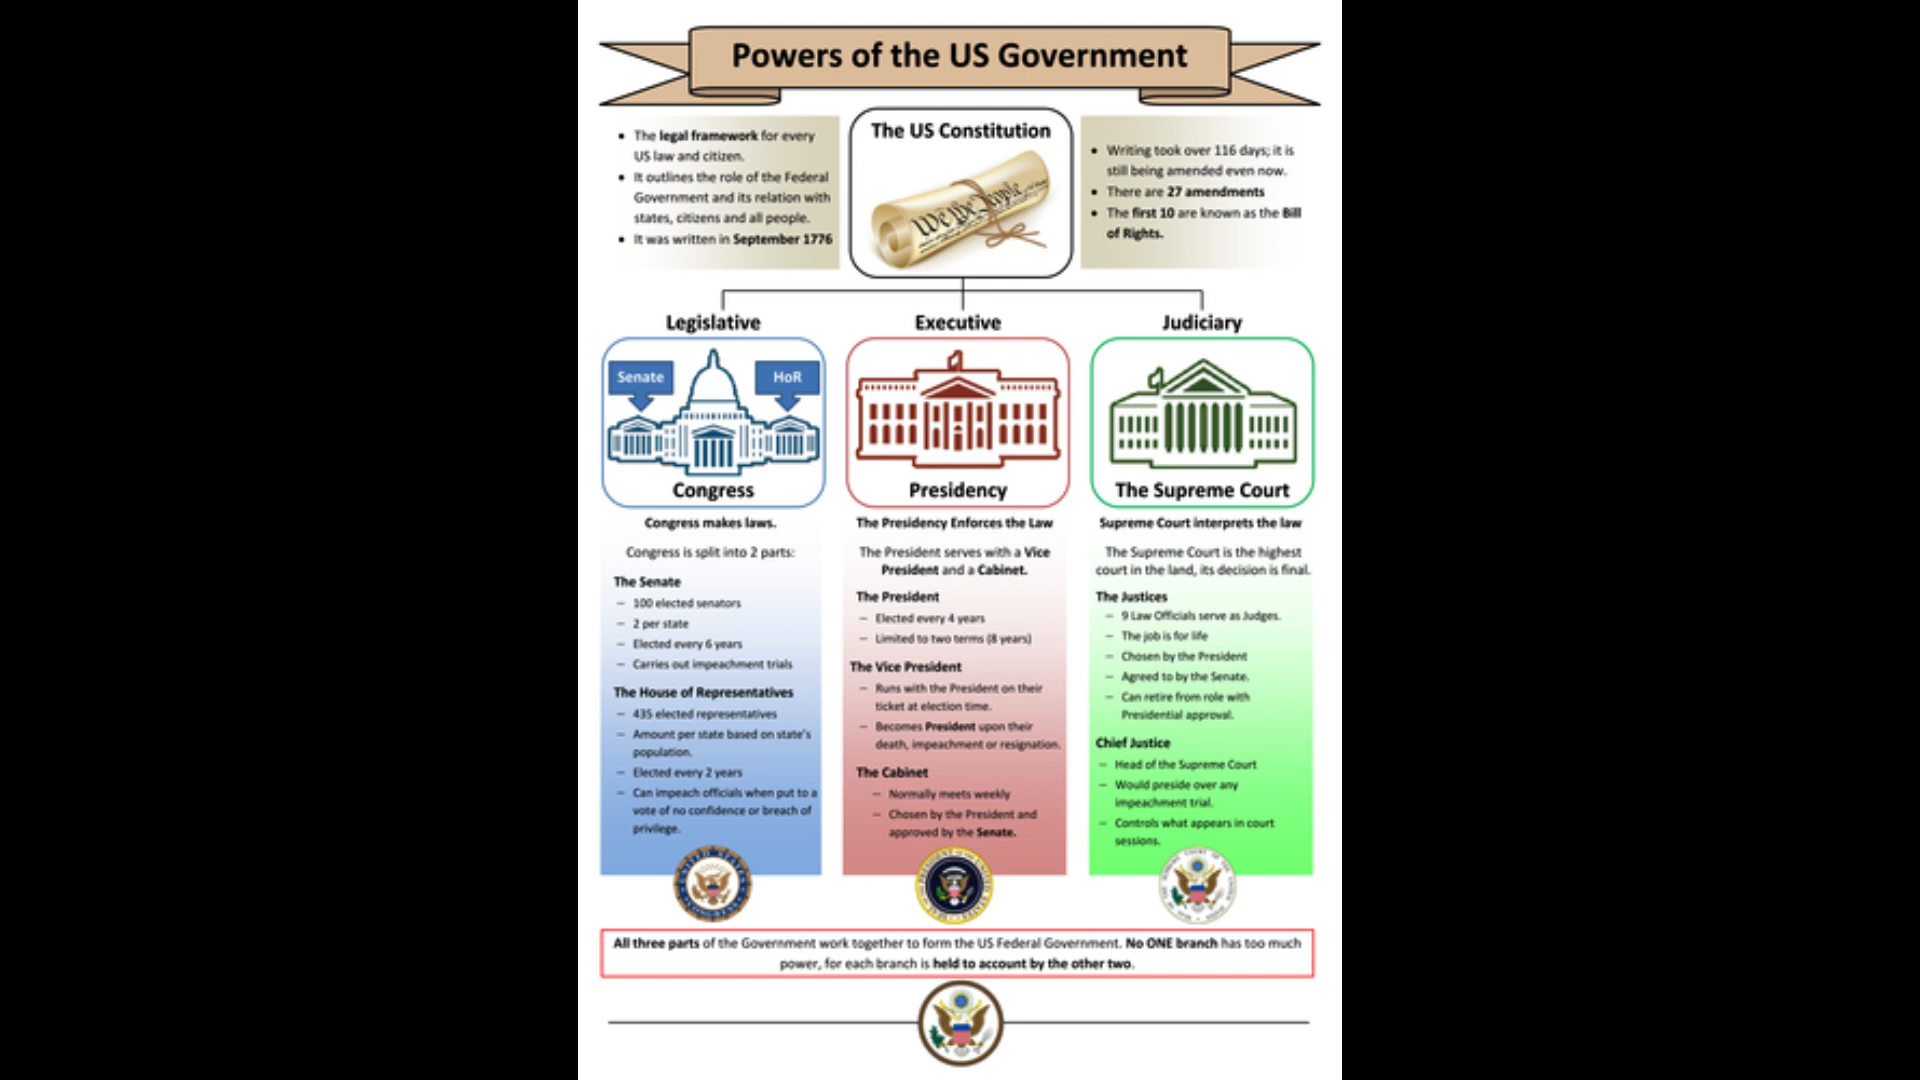 Powers of the US Government
• The legal framework for every
US law and citizen.
• It outlines the role of the Federal
Government and its relation with
states, citizens and all people.
• It was written in September 1776
The US Constitution
We the People
• Writing took over 116 days; it is
still being amended even now.
• There are 27 amendments
• The first 10 are known as the Bill
of Rights.
Legislative
Senate
HoR
Congress
Congress makes laws.
Congress is split into 2 parts:
The Senate
– 100 elected senators
– 2 per state
– Elected every 6 years
– Carries out impeachment trials
The House of Representatives
– 435 elected representatives
– Amount per state based on state's
population.
– Elected every 2 years
– Can impeach officials when put to a
vote of no confidence or breach of
privilege.
Executive
Presidency
The Presidency Enforces the Law
The President serves with a Vice
President and a Cabinet.
The President
– Elected every 4 years
– Limited to two terms (8 years)
The Vice President
– Runs with the President on their
ticket at election time.
– Becomes President upon their
death, impeachment or resignation.
The Cabinet
– Normally meets weekly
– Chosen by the President and
approved by the Senate.
Judiciary
The Supreme Court
Supreme Court interprets the law
The Supreme Court is the highest
court in the land, its decision is final.
The Justices
– 9 Law Officials serve as Judges.
– The job is for life
– Chosen by the President
– Agreed to by the Senate.
– Can retire from role with
Presidential approval.
Chief Justice
– Head of the Supreme Court
– Would preside over any
impeachment trial.
– Controls what appears in court
sessions.
UNITED STATES
CONGRESS
All three parts of the Government work together to form the US Federal Government. No ONE branch has too much
power, for each branch is held to account by the other two.